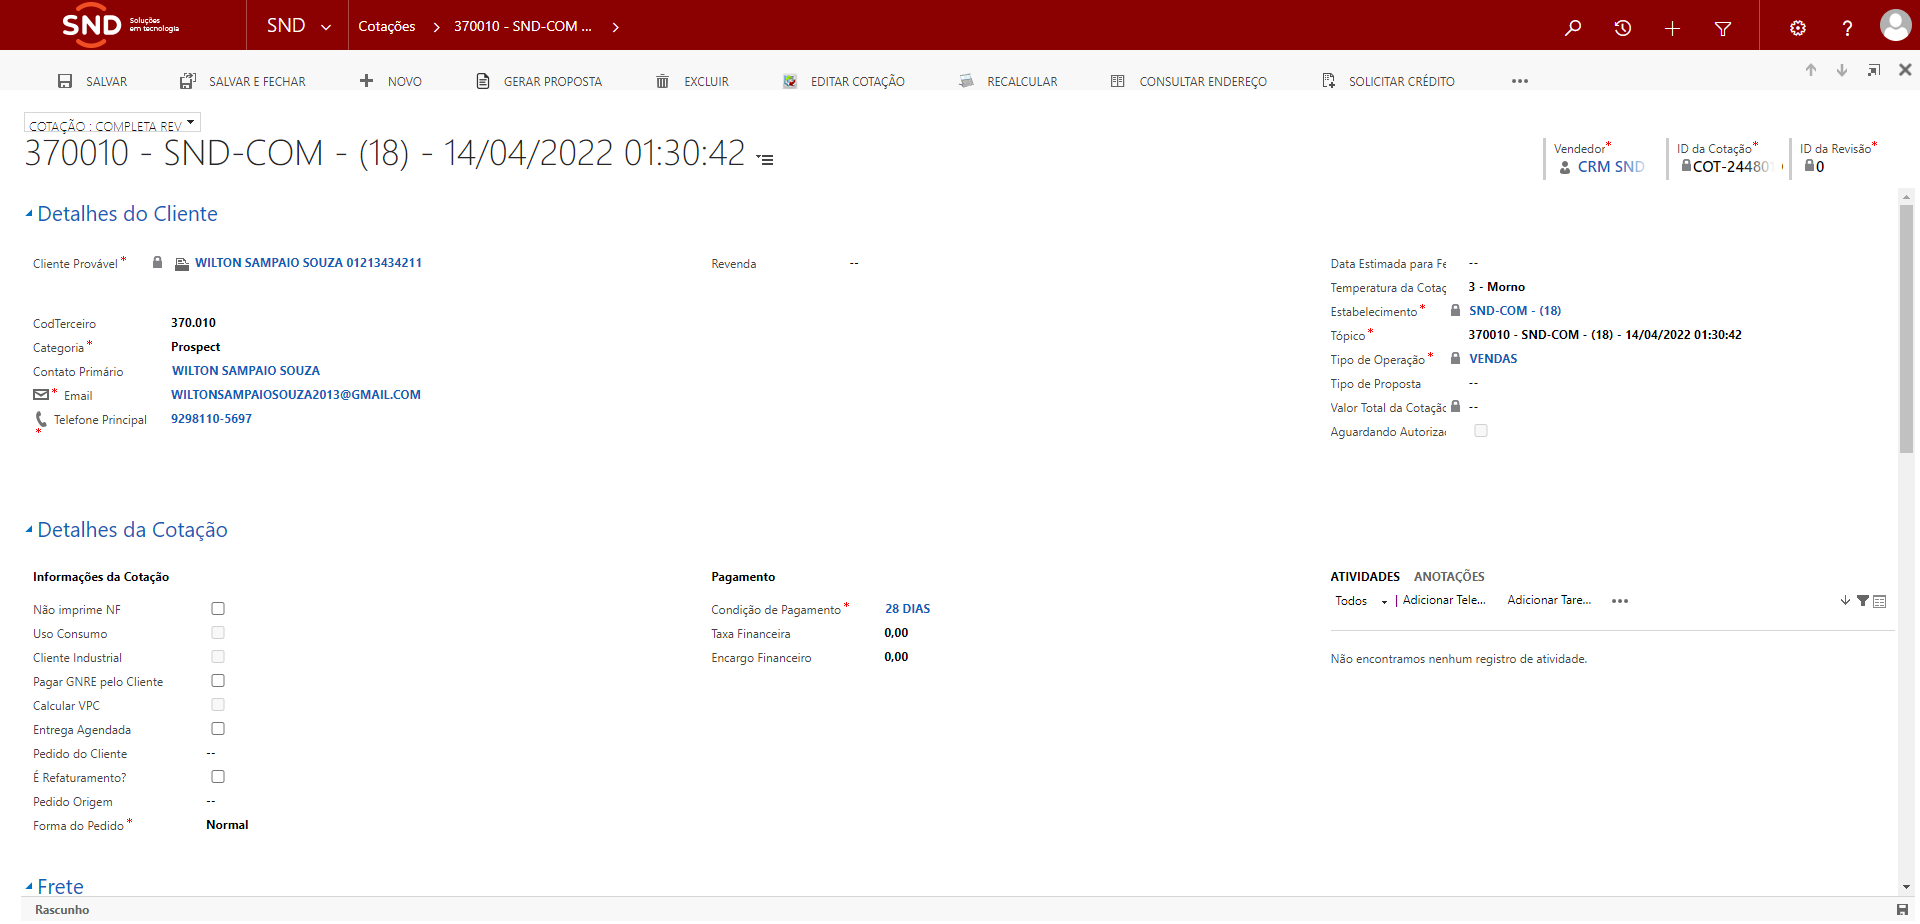 SND Soluções em tecnologia
SND
Cotações
370010 - SND-COM ...
SALVAR
SALVAR E FECHAR
NOVO
GERAR PROPOSTA
EXCLUIR
EDITAR COTAÇÃO
RECALCULAR
CONSULTAR ENDEREÇO
SOLICITAR CRÉDITO
COTAÇÃO : COMPLETA REV
370010 - SND-COM - (18) - 14/04/2022 01:30:42
Vendedor*
CRM SND
ID da Cotação*
COT-244801
ID da Revisão*
0
Detalhes do Cliente
Cliente Provável* WILTON SAMPAIO SOUZA 01213434211
CodTerceiro 370.010
Categoria* Prospect
Contato Primário WILTON SAMPAIO SOUZA
* Email WILTONSAMPAIOSOUZA2013@GMAIL.COM
Telefone Principal * 9298110-5697
Revenda --
Data Estimada para Fe --
Temperatura da Cotaç 3 - Morno
Estabelecimento* SND-COM - (18)
Tópico* 370010 - SND-COM - (18) - 14/04/2022 01:30:42
Tipo de Operação* VENDAS
Tipo de Proposta --
Valor Total da Cotação --
Aguardando Autoriza
Detalhes da Cotação
Informações da Cotação
Não imprime NF
Uso Consumo
Cliente Industrial
Pagar GNRE pelo Cliente
Calcular VPC
Entrega Agendada
Pedido do Cliente --
É Refaturamento?
Pedido Origem --
Forma do Pedido* Normal
Pagamento
Condição de Pagamento* 28 DIAS
Taxa Financeira 0,00
Encargo Financeiro 0,00
ATIVIDADES ANOTAÇÕES
Todos | Adicionar Tele... Adicionar Tare... •••
Não encontramos nenhum registro de atividade.
Frete
Rascunho